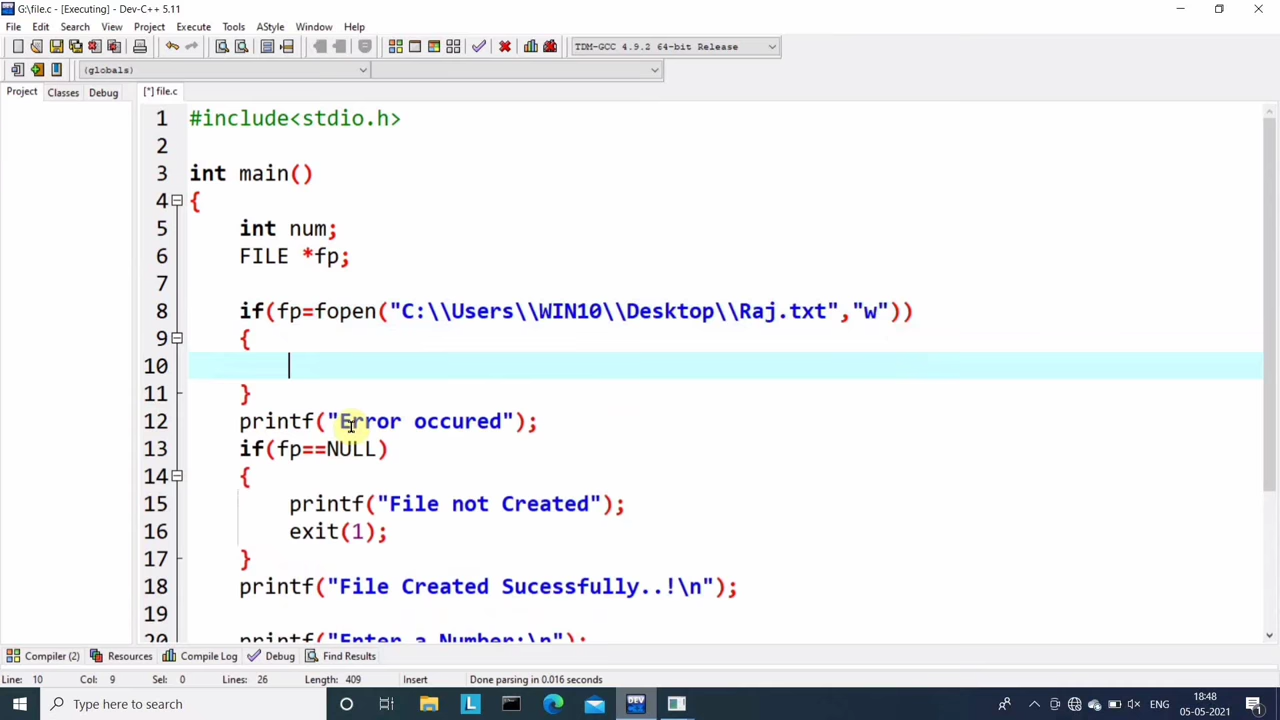 G:\file.c - [Executing] - Dev-C++ 5.11
File Edit Search View Project Execute Tools AStyle Window Help
TDM-GCC 4.9.2 64-bit Release
(globals)
Project Classes Debug [*] file.c
1 #include<stdio.h>
2
3 int main()
4 {
5 int num;
6 FILE *fp;
7
8 if(fp=fopen("C:\\Users\\WIN10\\Desktop\\Raj.txt","w"))
9 {
10
11 }
12 printf("Error occured");
13 if(fp==NULL)
14 {
15 printf("File not Created");
16 exit(1);
17 }
18 printf("File Created Sucessfully..!\n");
19
20 printf("Enter a Number:\n");
Compiler (2) Resources Compile Log Debug Find Results
Line: 10 Col: 9 Sel: 0 Lines: 26 Length: 409 Insert Done parsing in 0.016 seconds
Type here to search
ENG
18:48
05-05-2021
1